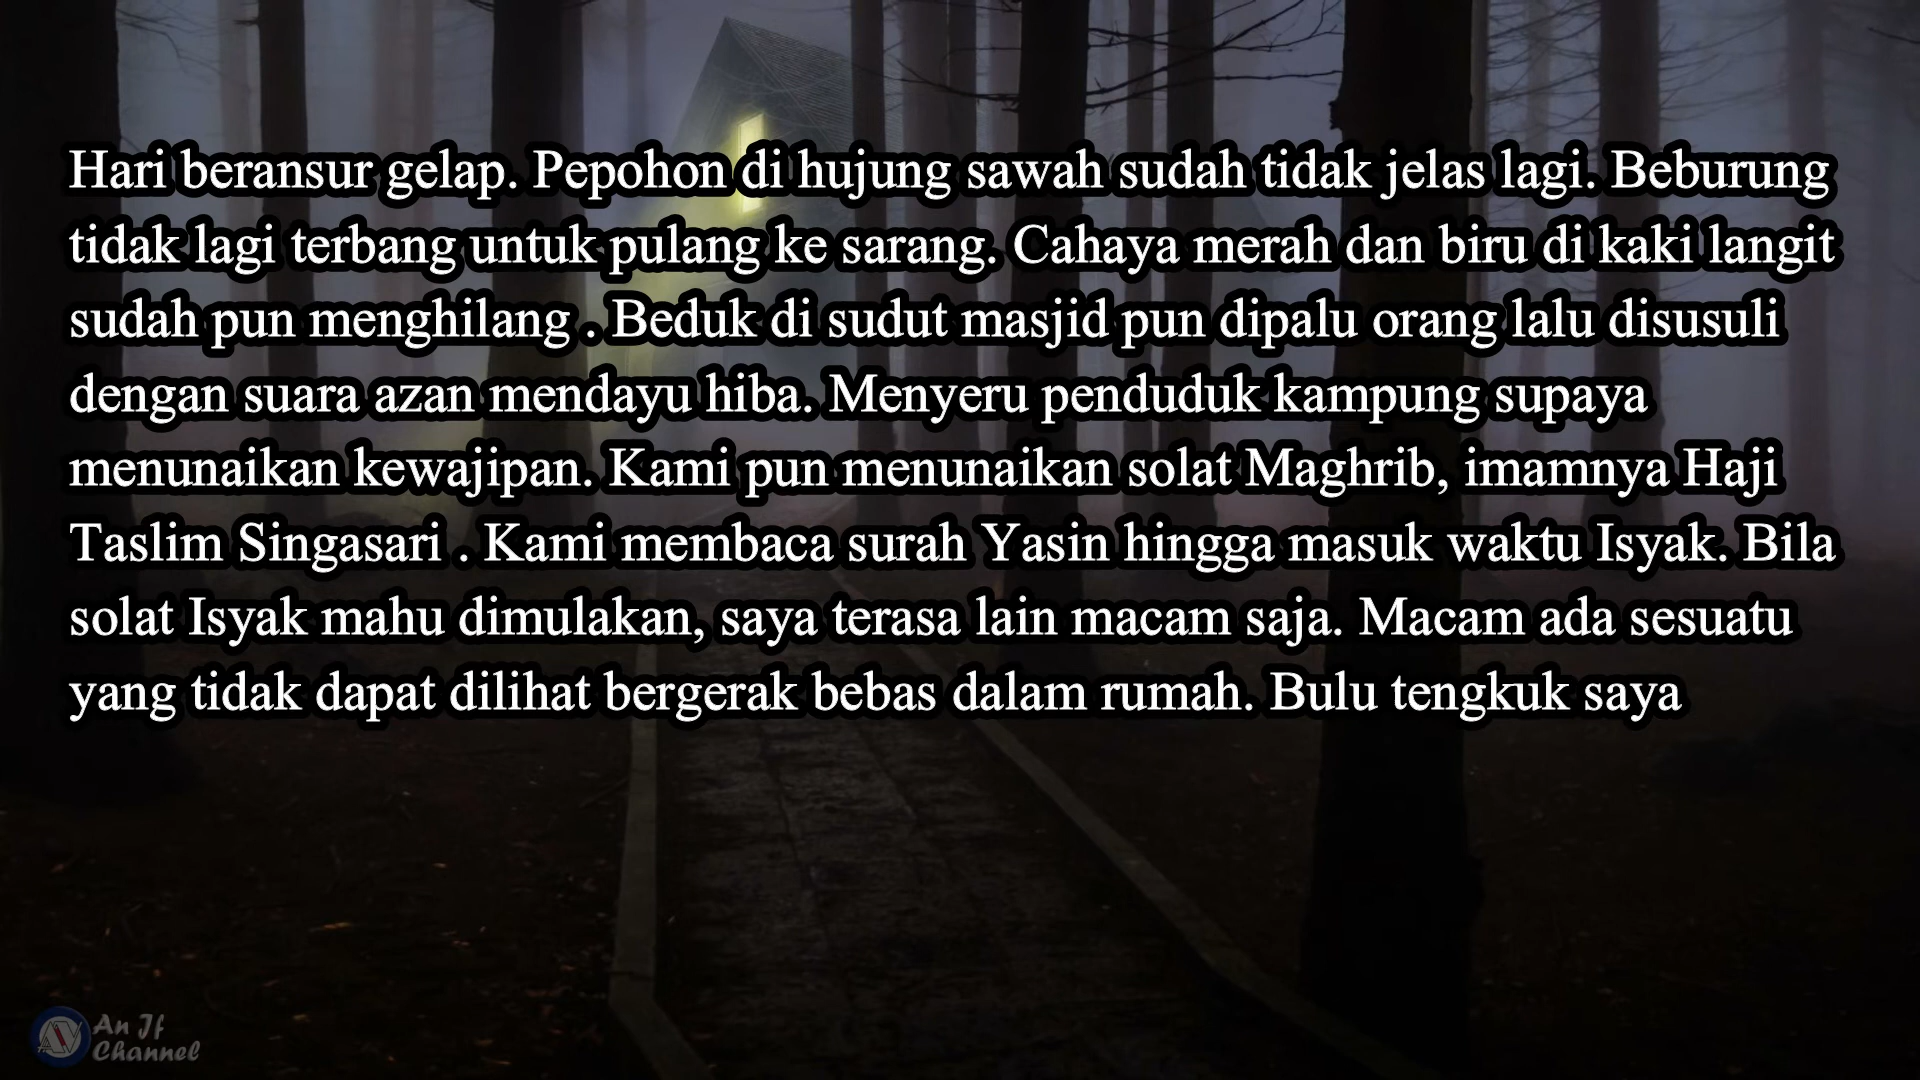 Hari beransur gelap. Pepohon di hujung sawah sudah tidak jelas lagi. Beburung
tidak lagi terbang untuk pulang ke sarang. Cahaya merah dan biru di kaki langit
sudah pun menghilang . Beduk di sudut masjid pun dipalu orang lalu disusuli
dengan suara azan mendayu hiba. Menyeru penduduk kampung supaya
menunaikan kewajipan. Kami pun menunaikan solat Maghrib, imamnya Haji
Taslim Singasari . Kami membaca surah Yasin hingga masuk waktu Isyak. Bila
solat Isyak mahu dimulakan, saya terasa lain macam saja. Macam ada sesuatu
yang tidak dapat dilihat bergerak bebas dalam rumah. Bulu tengkuk saya
An If
Channel